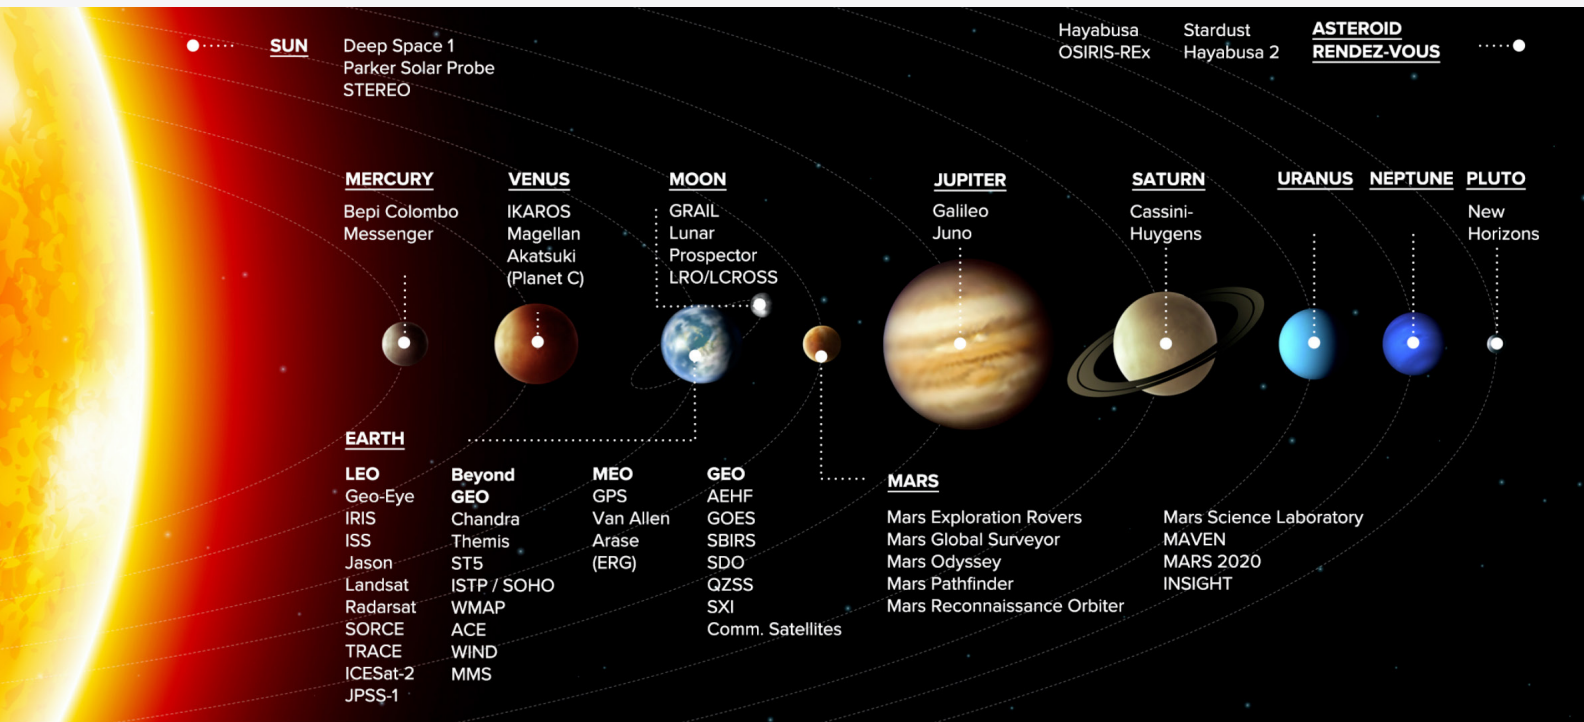 SUN
Deep Space 1
Parker Solar Probe
STEREO
Hayabusa
OSIRIS-REx
Stardust
Hayabusa 2
ASTEROID
RENDEZ-VOUS
MERCURY
Bepi Colombo
Messenger
VENUS
IKAROS
Magellan
Akatsuki
(Planet C)
MOON
GRAIL
Lunar
Prospector
LRO/LCROSS
JUPITER
Galileo
Juno
SATURN
Cassini-
Huygens
URANUS
NEPTUNE
PLUTO
New
Horizons
EARTH
LEO
Geo-Eye
IRIS
ISS
Jason
Landsat
Radarsat
SORCE
TRACE
ICESat-2
JPSS-1
Beyond
GEO
Chandra
Themis
ST5
ISTP / SOHO
WMAP
ACE
WIND
MMS
MEO
GPS
Van Allen
Arase
(ERG)
GEO
AEHF
GOES
SBIRS
SDO
QZSS
SXI
Comm. Satellites
MARS
Mars Exploration Rovers
Mars Global Surveyor
Mars Odyssey
Mars Pathfinder
Mars Reconnaissance Orbiter
Mars Science Laboratory
MAVEN
MARS 2020
INSIGHT